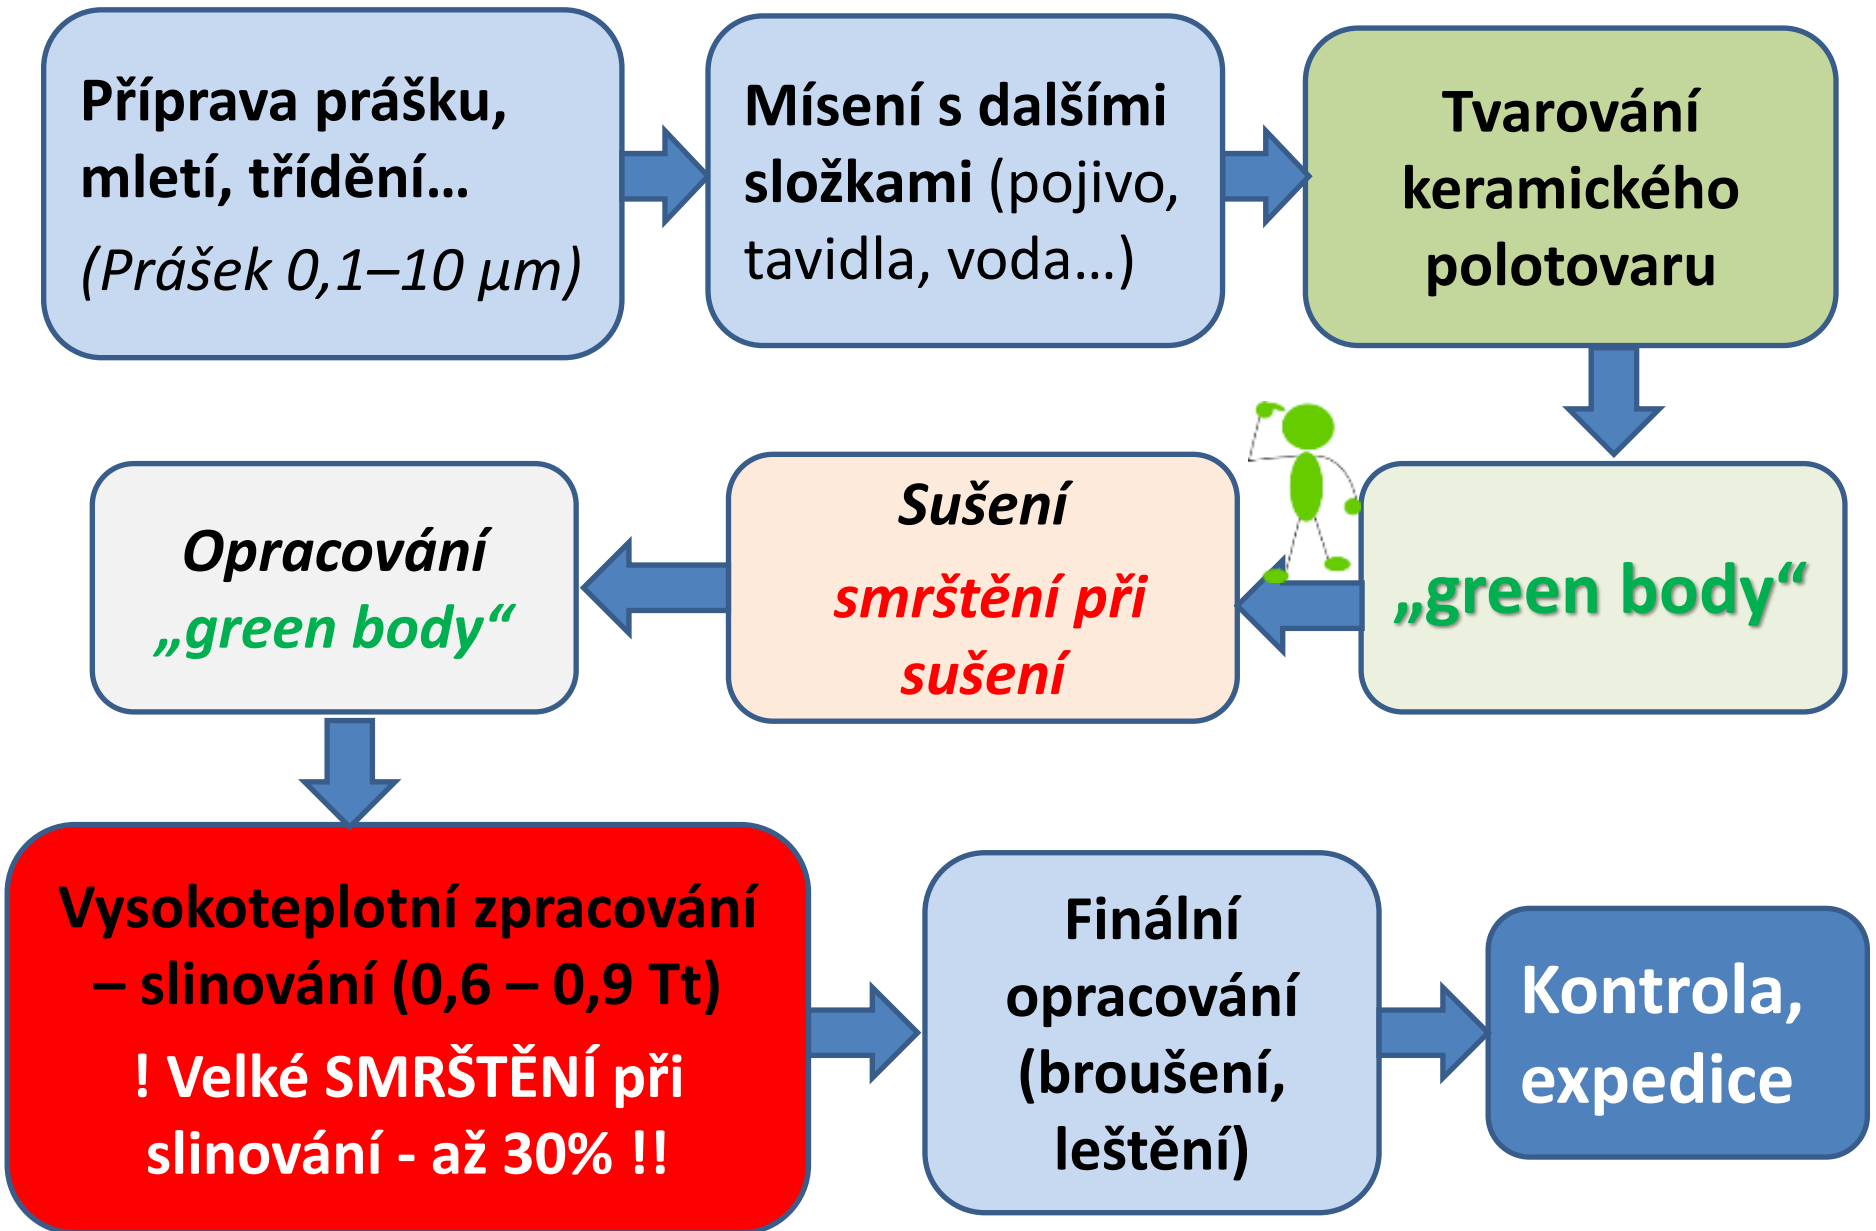 Příprava prášku,
mletí, třídění...
(Prášek 0,1–10 μm)
Mísení s dalšími
složkami (pojivo,
tavidla, voda...)
Tvarování
keramického
polotovaru
„green body“
Sušení
smrštění při
sušení
Opracování
„green body“
Vysokoteplotní zpracování
– slinování (0,6 – 0,9 Tt)
! Velké SMRŠTĚNÍ při
slinování - až 30% !!
Finální
opracování
(broušení,
leštění)
Kontrola,
expedice